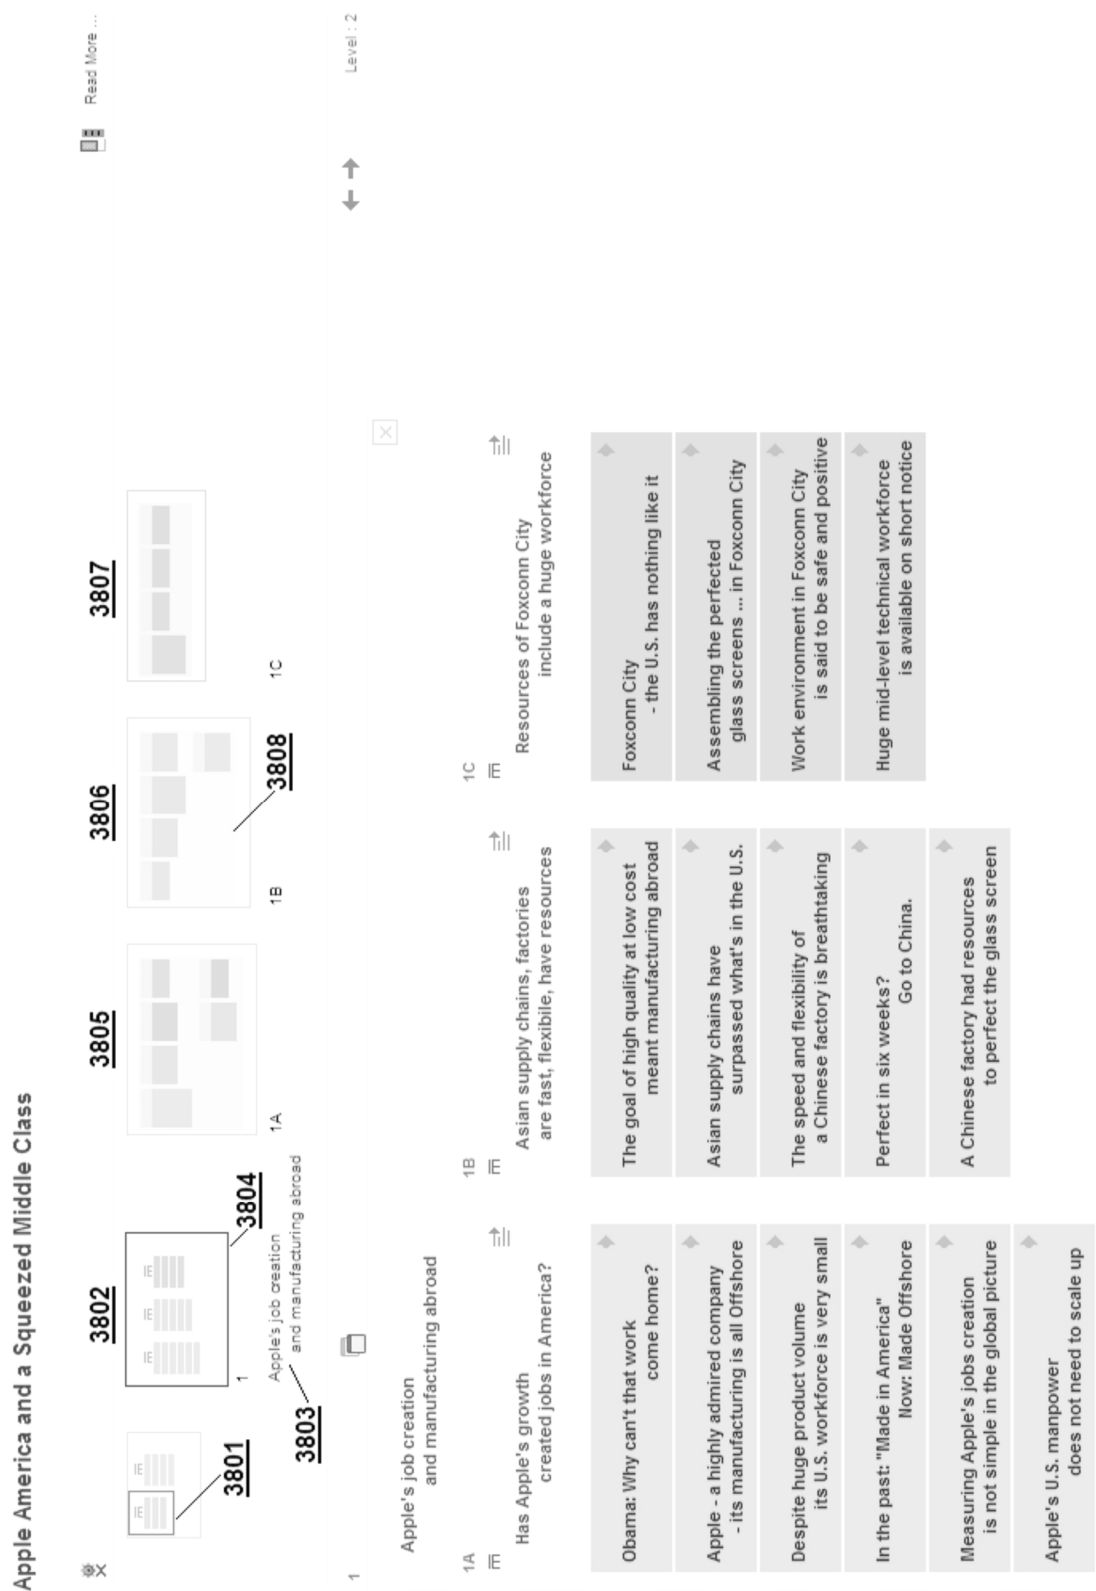 Apple America and a Squeezed Middle Class
Read More ...
3801
3802
3803
3804
3805
3806
3807
3808
1
Apple's job creation
and manufacturing abroad
1A
1B
1C
1
Level : 2
Apple's job creation
and manufacturing abroad
1A
Has Apple's growth
created jobs in America?
Obama: Why can't that work
come home?
Apple - a highly admired company
- its manufacturing is all Offshore
Despite huge product volume
its U.S. workforce is very small
In the past: "Made in America"
Now: Made Offshore
Measuring Apple's jobs creation
is not simple in the global picture
Apple's U.S. manpower
does not need to scale up
1B
Asian supply chains, factories
are fast, flexibile, have resources
The goal of high quality at low cost
meant manufacturing abroad
Asian supply chains have
surpassed what's in the U.S.
The speed and flexibility of
a Chinese factory is breathtaking
Perfect in six weeks?
Go to China.
A Chinese factory had resources
to perfect the glass screen
1C
Resources of Foxconn City
include a huge workforce
Foxconn City
- the U.S. has nothing like it
Assembling the perfected
glass screens ... in Foxconn City
Work environment in Foxconn City
is said to be safe and positive
Huge mid-level technical workforce
is available on short notice